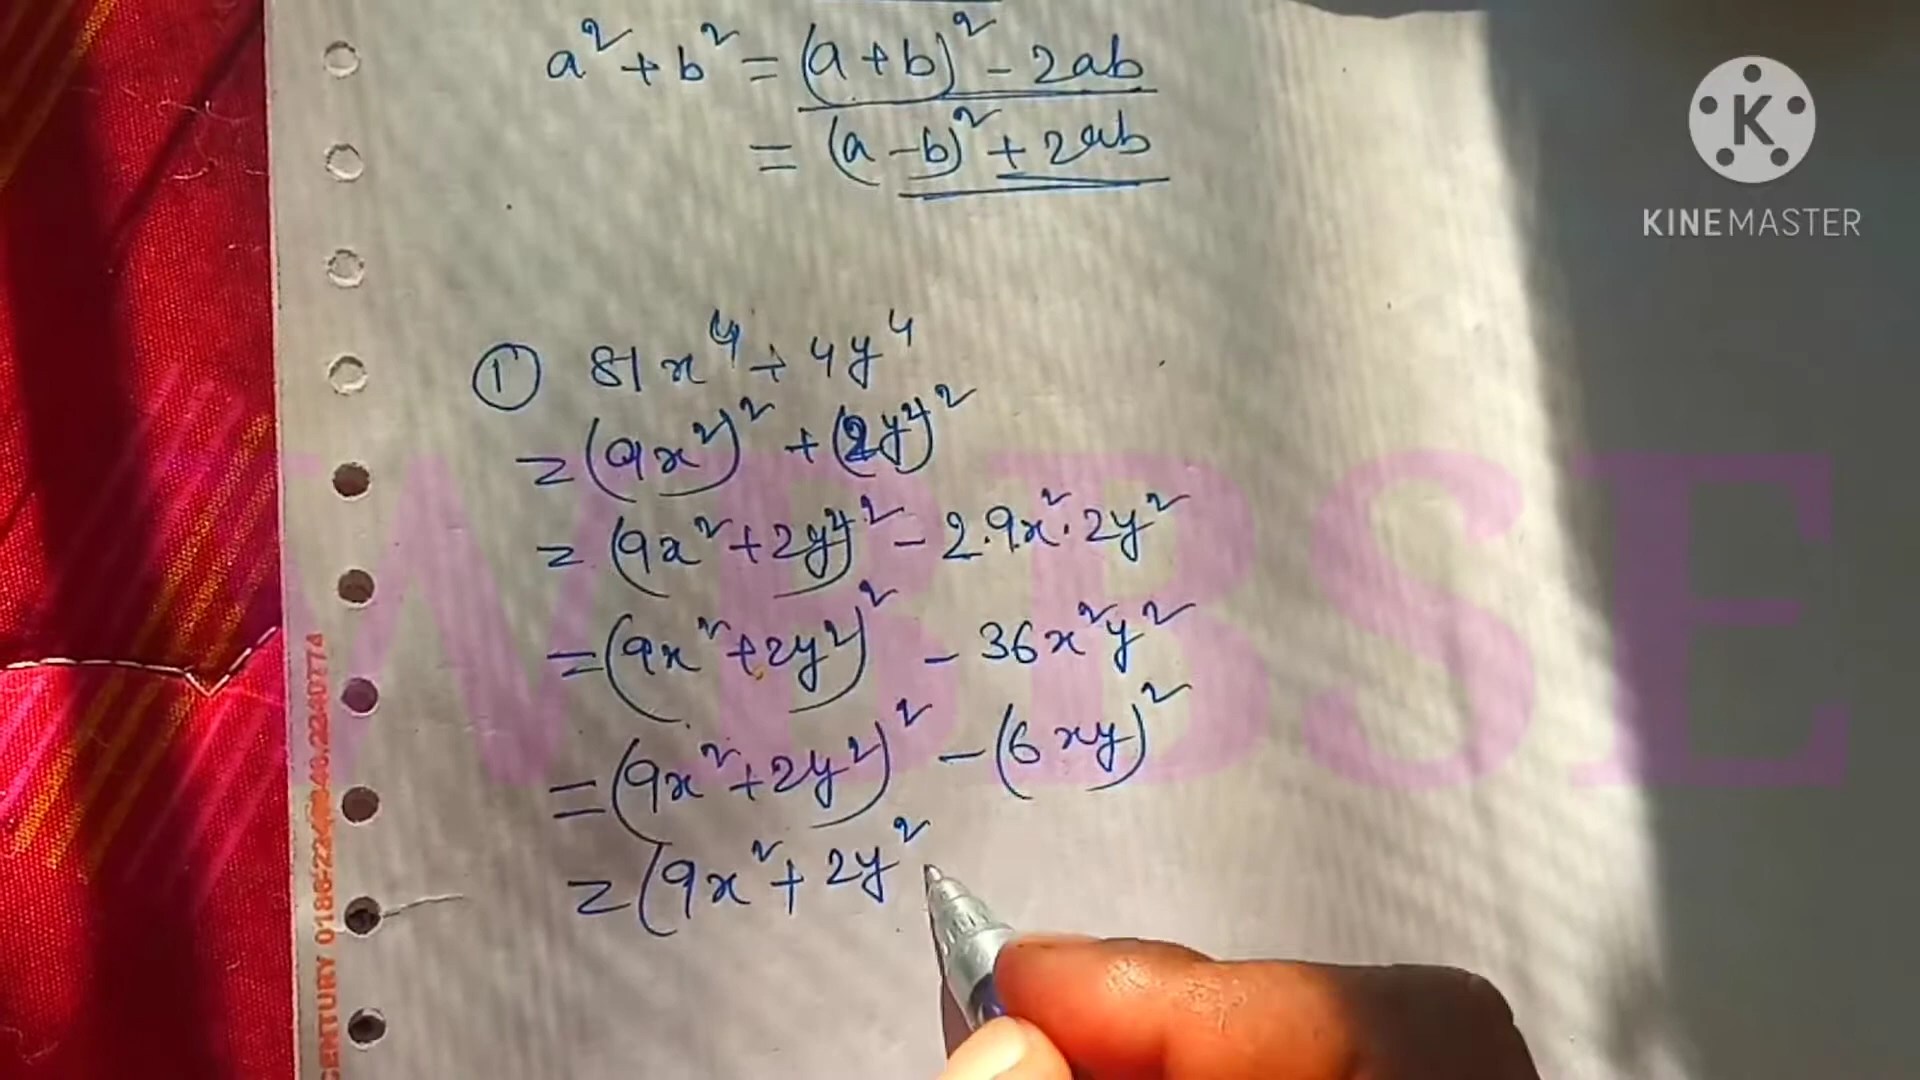 a² + b² = (a + b)² - 2ab
= (a - b)² + 2ab
K
KINEMASTER
① 81x⁴ + 4y⁴
= (9x²)² + (2y²)²
= (9x² + 2y²)² - 2.9x².2y²
= (9x² + 2y²)² - 36x²y²
= (9x² + 2y²)² - (6xy)²
= (9x² + 2y²
WBBSE